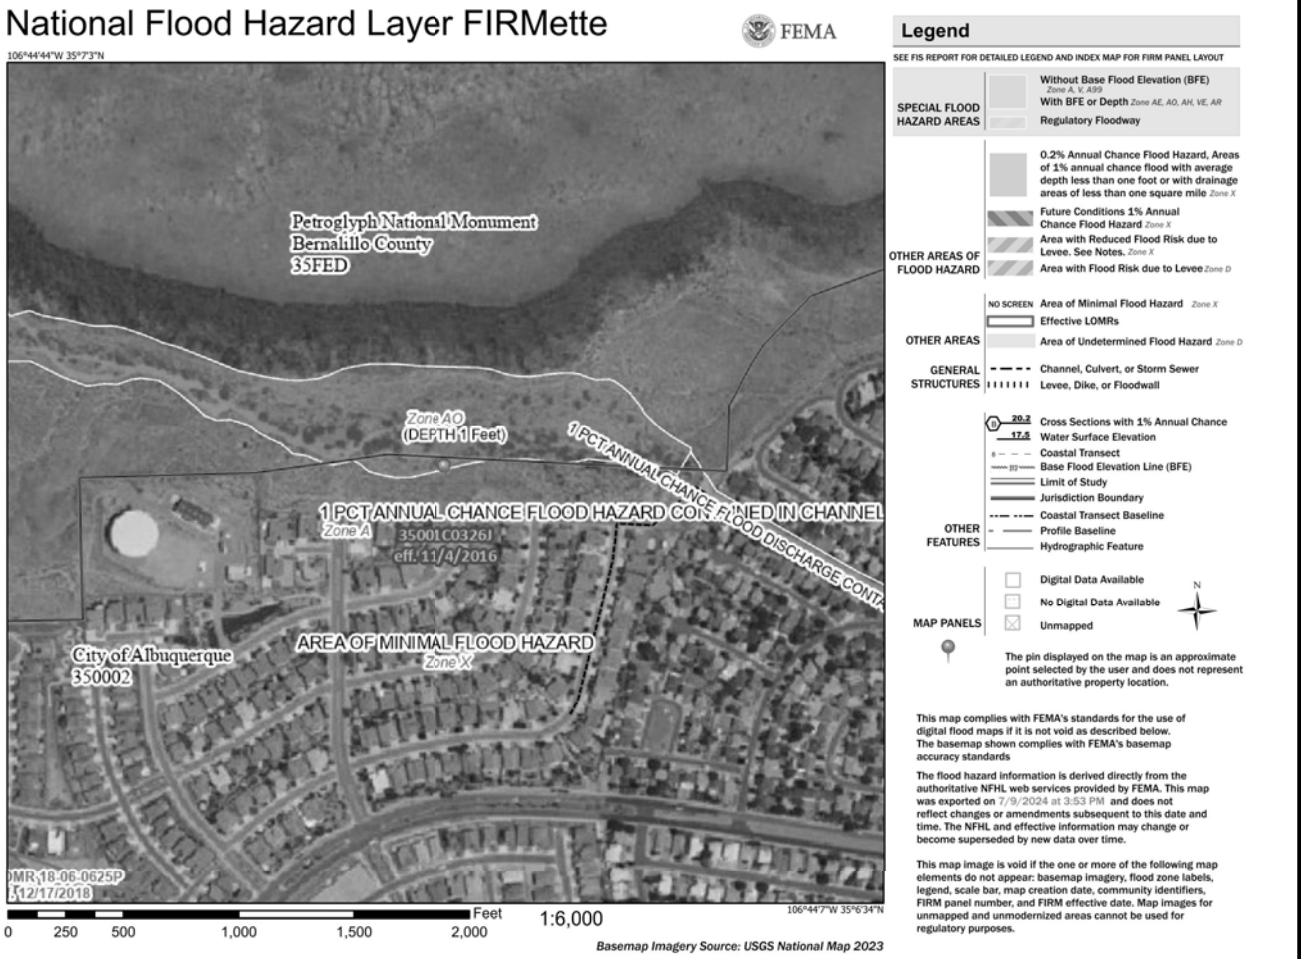 National Flood Hazard Layer FIRMette
FEMA
106°44'44"W 35°7'3"N
Petroglyph National Monument
Bernalillo County
35FED
Zone AO
(DEPTH 1 Feet)
1 PCT ANNUAL CHANCE FLOOD DISCHARGE CONTA
1 PCT ANNUAL CHANCE FLOOD HAZARD CON NED IN CHANNEL
Zone A
35001C0326J
eff. 11/4/2016
AREA OF MINIMAL FLOOD HAZARD
Zone X
City of Albuquerque
350002
OMR 18-06-0625P
. 12/17/2018
106°44'7"W 35°6'34"N
Feet
1:6,000
0 250 500 1,000 1,500 2,000
Basemap Imagery Source: USGS National Map 2023
Legend
SEE FIS REPORT FOR DETAILED LEGEND AND INDEX MAP FOR FIRM PANEL LAYOUT
SPECIAL FLOOD
HAZARD AREAS
Without Base Flood Elevation (BFE)
Zone A, V, A99
With BFE or Depth Zone AE, AO, AH, VE, AR
Regulatory Floodway
OTHER AREAS OF
FLOOD HAZARD
0.2% Annual Chance Flood Hazard, Areas
of 1% annual chance flood with average
depth less than one foot or with drainage
areas of less than one square mile Zone X
Future Conditions 1% Annual
Chance Flood Hazard Zone X
Area with Reduced Flood Risk due to
Levee. See Notes. Zone X
Area with Flood Risk due to Levee Zone D
OTHER AREAS
NO SCREEN Area of Minimal Flood Hazard Zone X
Effective LOMRs
Area of Undetermined Flood Hazard Zone D
GENERAL
STRUCTURES
Channel, Culvert, or Storm Sewer
Levee, Dike, or Floodwall
OTHER
FEATURES
B 20.2 Cross Sections with 1% Annual Chance
17.5 Water Surface Elevation
8 Coastal Transect
513 Base Flood Elevation Line (BFE)
Limit of Study
Jurisdiction Boundary
Coastal Transect Baseline
Profile Baseline
Hydrographic Feature
MAP PANELS
Digital Data Available
No Digital Data Available
Unmapped
N
The pin displayed on the map is an approximate
point selected by the user and does not represent
an authoritative property location.
This map complies with FEMA's standards for the use of
digital flood maps if it is not void as described below.
The basemap shown complies with FEMA's basemap
accuracy standards
The flood hazard information is derived directly from the
authoritative NFHL web services provided by FEMA. This map
was exported on 7/9/2024 at 3:53 PM and does not
reflect changes or amendments subsequent to this date and
time. The NFHL and effective information may change or
become superseded by new data over time.
This map image is void if the one or more of the following map
elements do not appear: basemap imagery, flood zone labels,
legend, scale bar, map creation date, community identifiers,
FIRM panel number, and FIRM effective date. Map images for
unmapped and unmodernized areas cannot be used for
regulatory purposes.